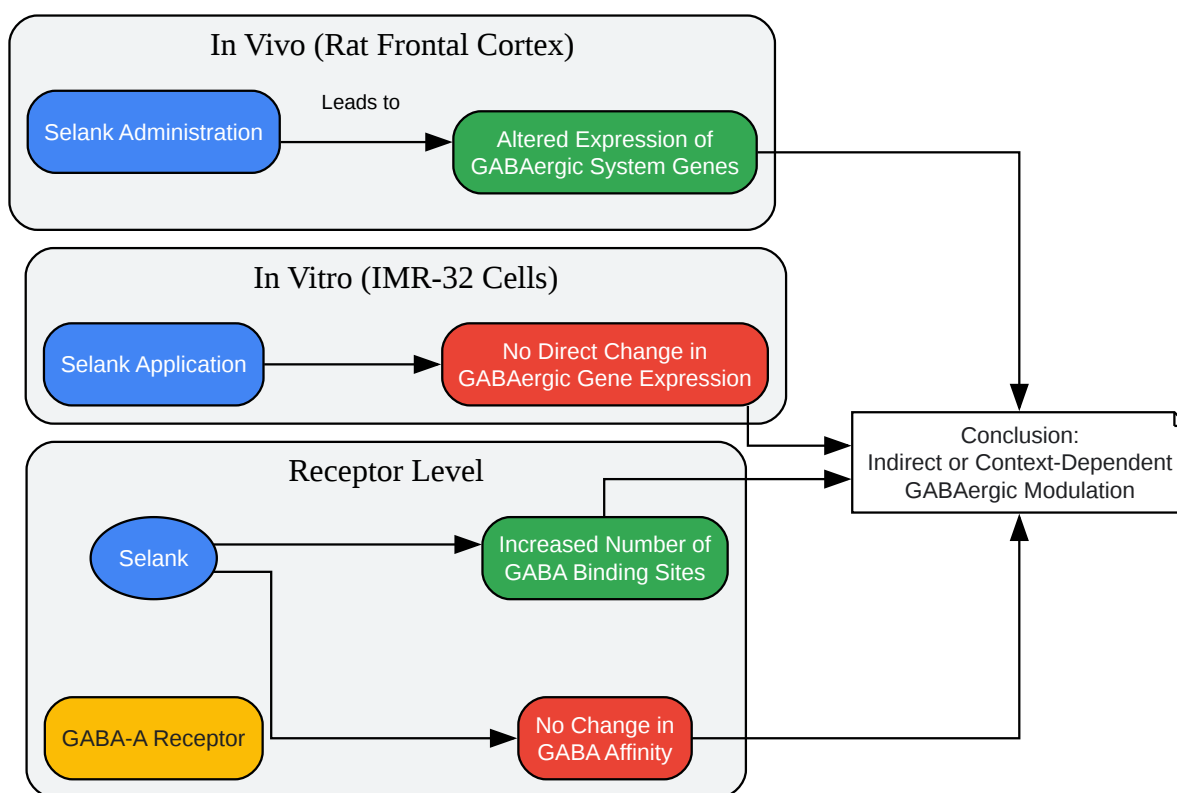 In Vivo (Rat Frontal Cortex)
Selank Administration
Leads to
Altered Expression of
GABAergic System Genes
In Vitro (IMR-32 Cells)
Selank Application
No Direct Change in
GABAergic Gene Expression
Conclusion:
Indirect or Context-Dependent
GABAergic Modulation
Receptor Level
Selank
Increased Number of
GABA Binding Sites
GABA-A Receptor
No Change in
GABA Affinity